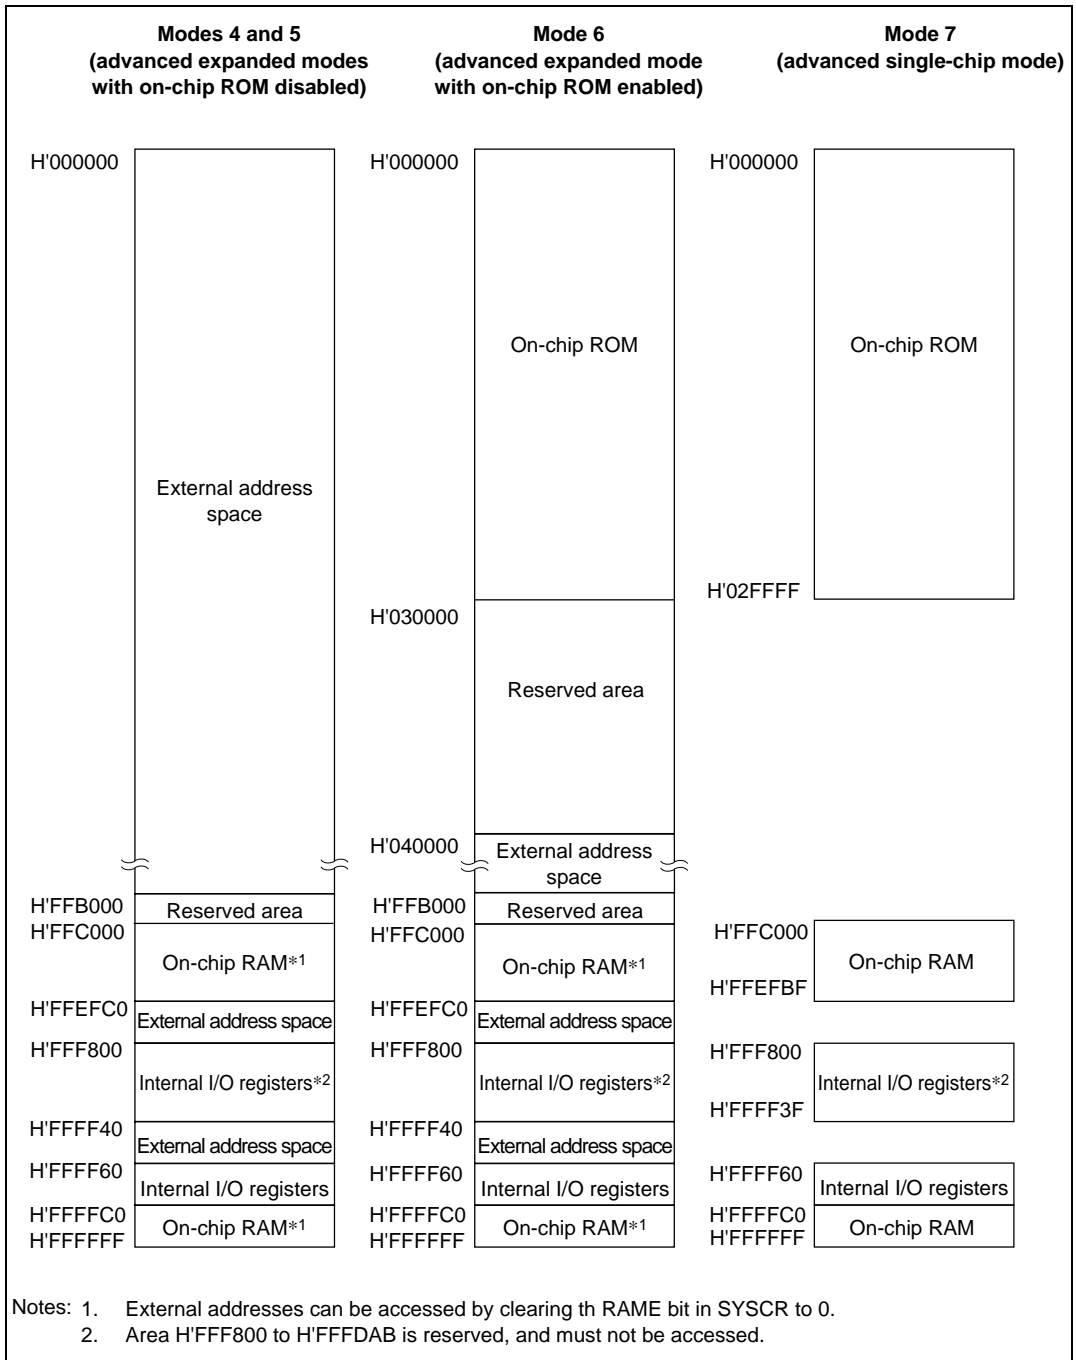 Modes 4 and 5
(advanced expanded modes
with on-chip ROM disabled)
Mode 6
(advanced expanded mode
with on-chip ROM enabled)
Mode 7
(advanced single-chip mode)
H'000000
External address
space
H'FFB000
Reserved area
H'FFC000
On-chip RAM*1
H'FFEFC0
External address space
H'FFF800
Internal I/O registers*2
H'FFFF40
External address space
H'FFFF60
Internal I/O registers
H'FFFFC0
On-chip RAM*1
H'FFFFFF
H'000000
On-chip ROM
H'030000
Reserved area
H'040000
External address
space
H'FFB000
Reserved area
H'FFC000
On-chip RAM*1
H'FFEFC0
External address space
H'FFF800
Internal I/O registers*2
H'FFFF40
External address space
H'FFFF60
Internal I/O registers
H'FFFFC0
On-chip RAM*1
H'FFFFFF
H'000000
On-chip ROM
H'02FFFF
H'FFC000
On-chip RAM
H'FFEFBF
H'FFF800
Internal I/O registers*2
H'FFFF3F
H'FFFF60
Internal I/O registers
H'FFFFC0
On-chip RAM
H'FFFFFF
Notes: 1. External addresses can be accessed by clearing th RAME bit in SYSCR to 0.
2. Area H'FFF800 to H'FFFDAB is reserved, and must not be accessed.